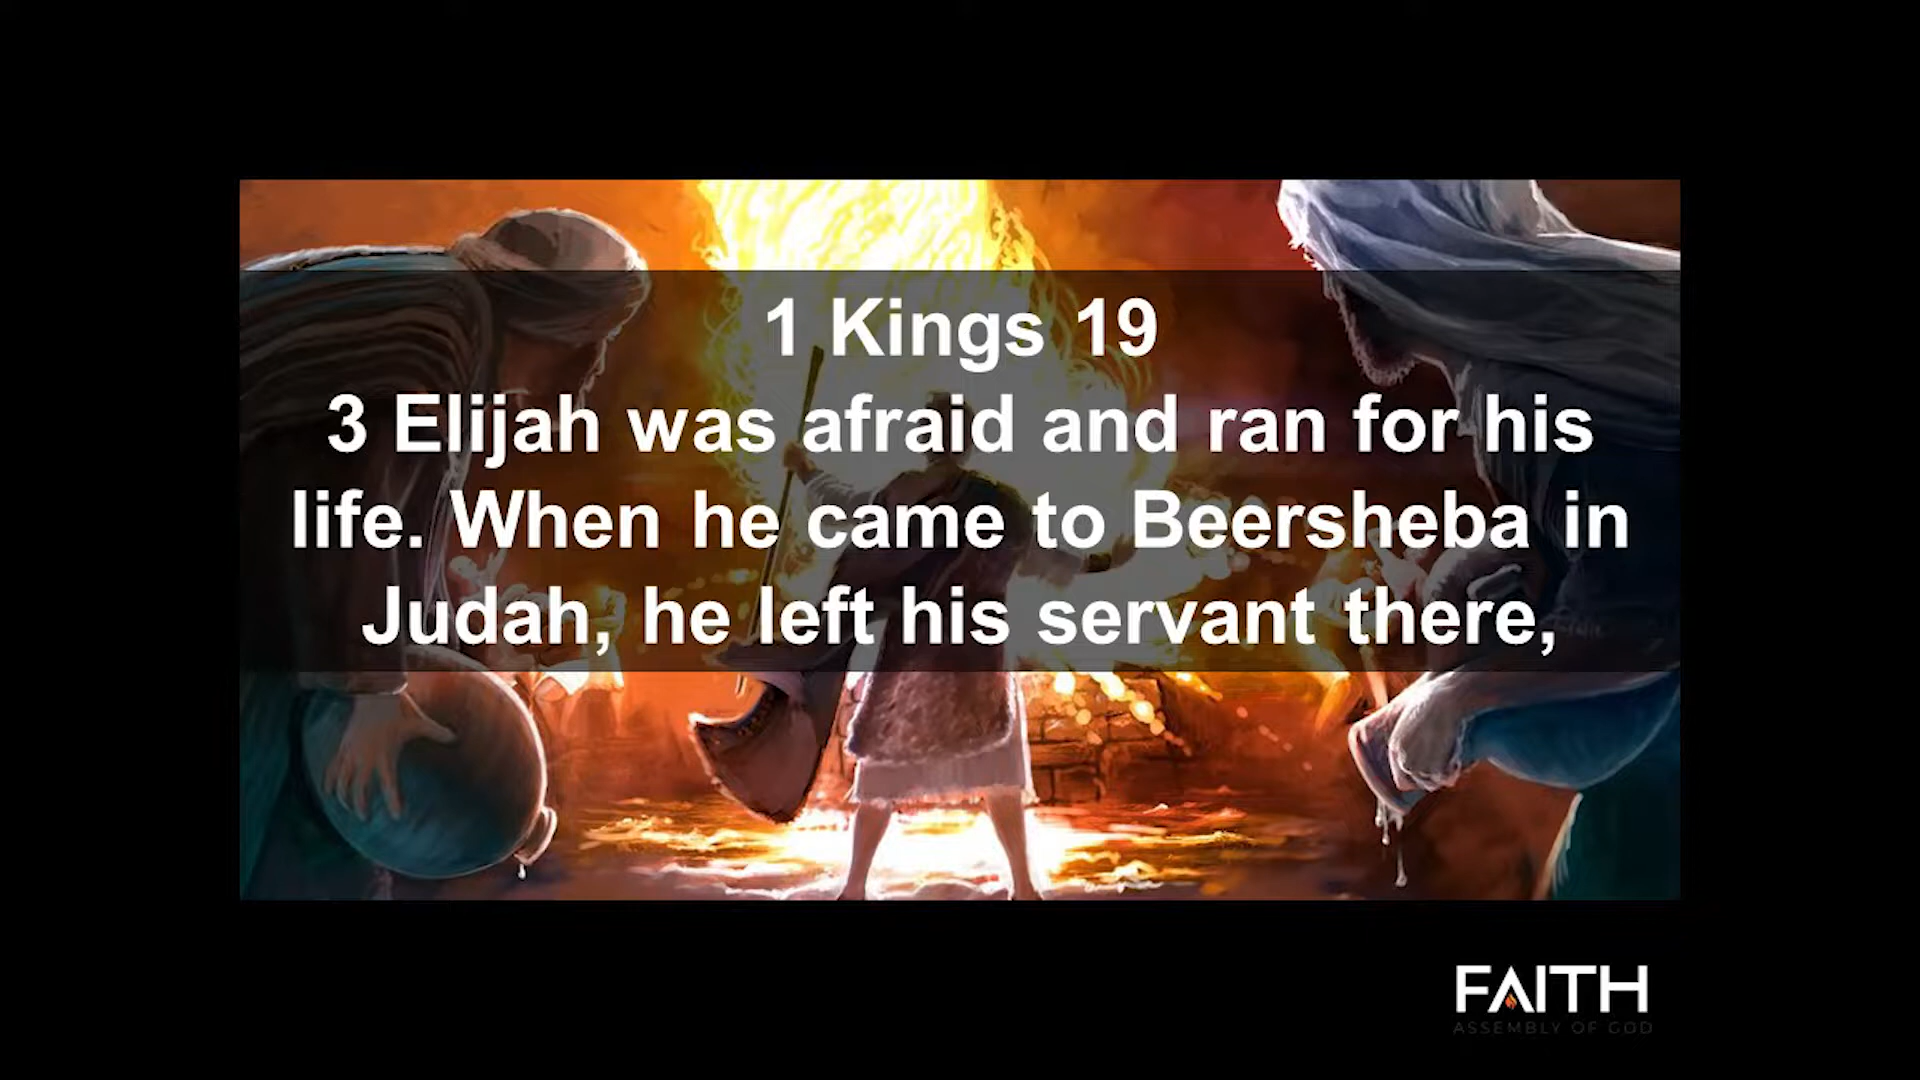 1 Kings 19
3 Elijah was afraid and ran for his
life. When he came to Beersheba in
Judah, he left his servant there,
FAITH
ASSEMBLY OF GOD